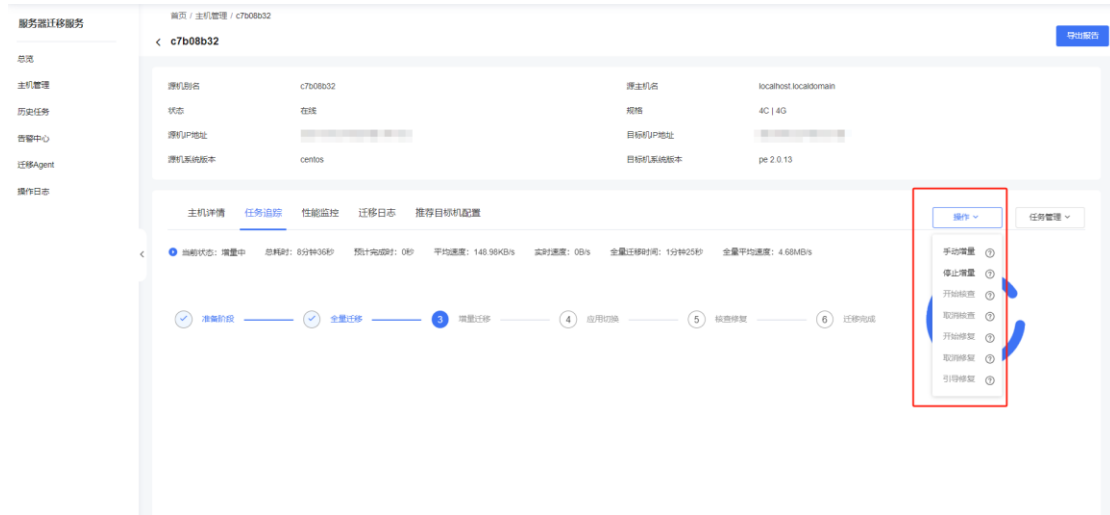 服务器迁移服务
总览
主机管理
历史任务
告警中心
迁移Agent
操作日志
首页 / 主机管理 / c7b08b32
c7b08b32
导出报告
源机别名 c7b08b32 源主机名 localhost.localdomain
状态 在线 规格 4C | 4G
源机IP地址 目标机IP地址
源机系统版本 centos 目标机系统版本 pe 2.0.13
主机详情 任务追踪 性能监控 迁移日志 推荐目标机配置 操作 任务管理
当前状态：增量中 总耗时：8分钟36秒 预计完成时：0秒 平均速度：148.98KB/s 实时速度：0B/s 全量迁移时间：1分钟25秒 全量平均速度：4.68MB/s
准备阶段 全量迁移 3 增量迁移 4 应用切换 5 核查修复 6 迁移完成
手动增量
停止增量
开始核查
取消核查
开始修复
取消修复
引导修复